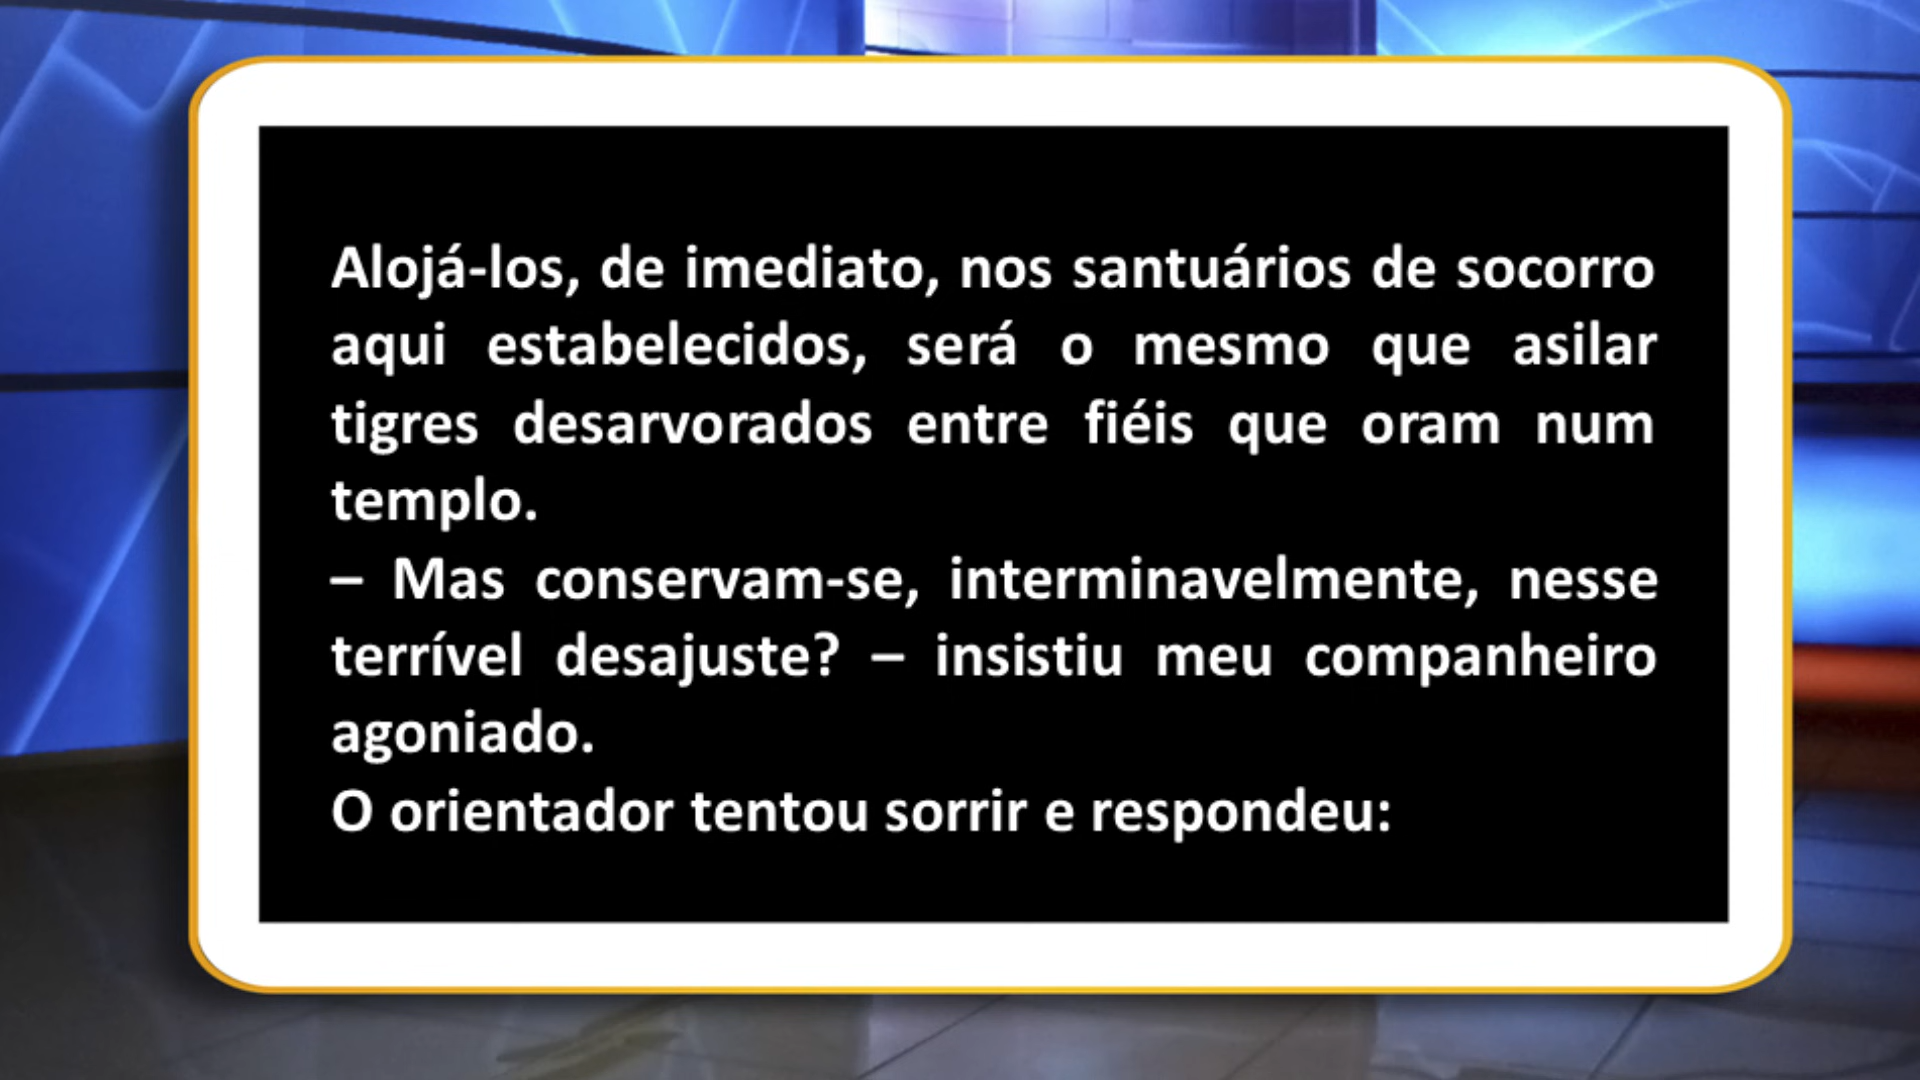 Alojá-los, de imediato, nos santuários de socorro
aqui estabelecidos, será o mesmo que asilar
tigres desarvorados entre fiéis que oram num
templo.
– Mas conservam-se, interminavelmente, nesse
terrível desajuste? – insistiu meu companheiro
agoniado.
O orientador tentou sorrir e respondeu: